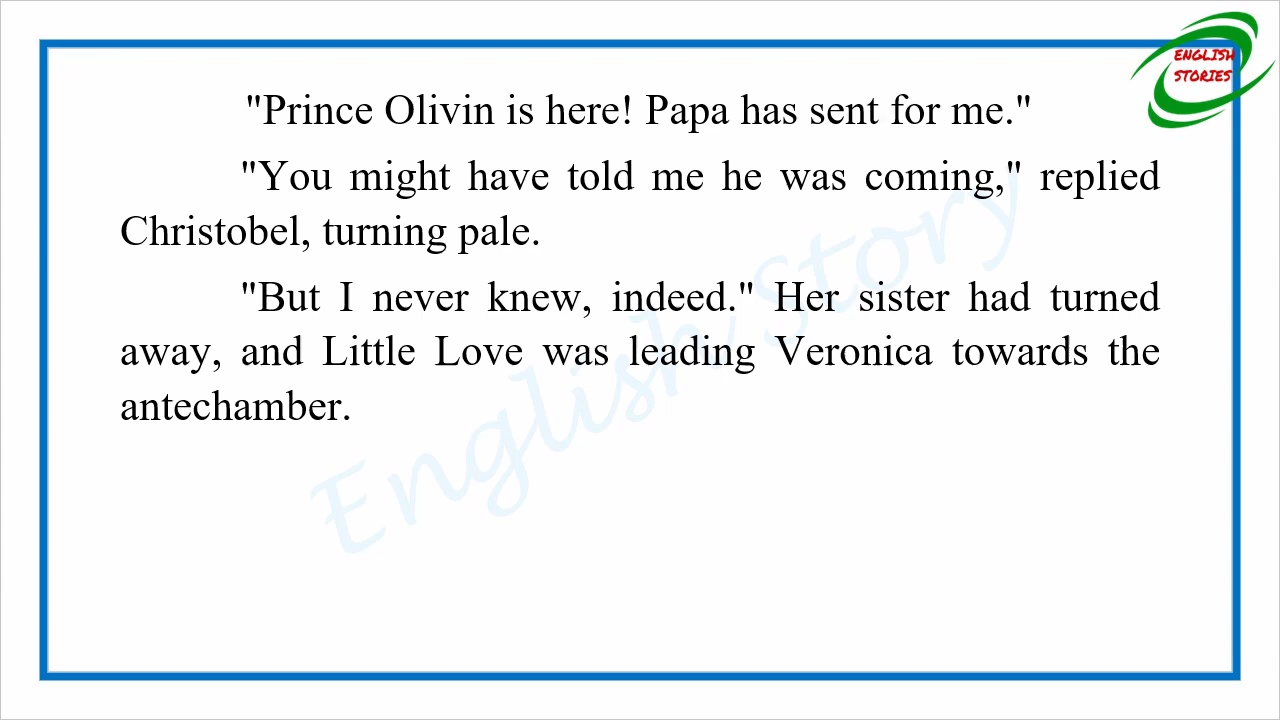 ENGLISH
STORIES
"Prince Olivin is here! Papa has sent for me."
"You might have told me he was coming," replied
Christobel, turning pale.
"But I never knew, indeed." Her sister had turned
away, and Little Love was leading Veronica towards the
antechamber.
English Story